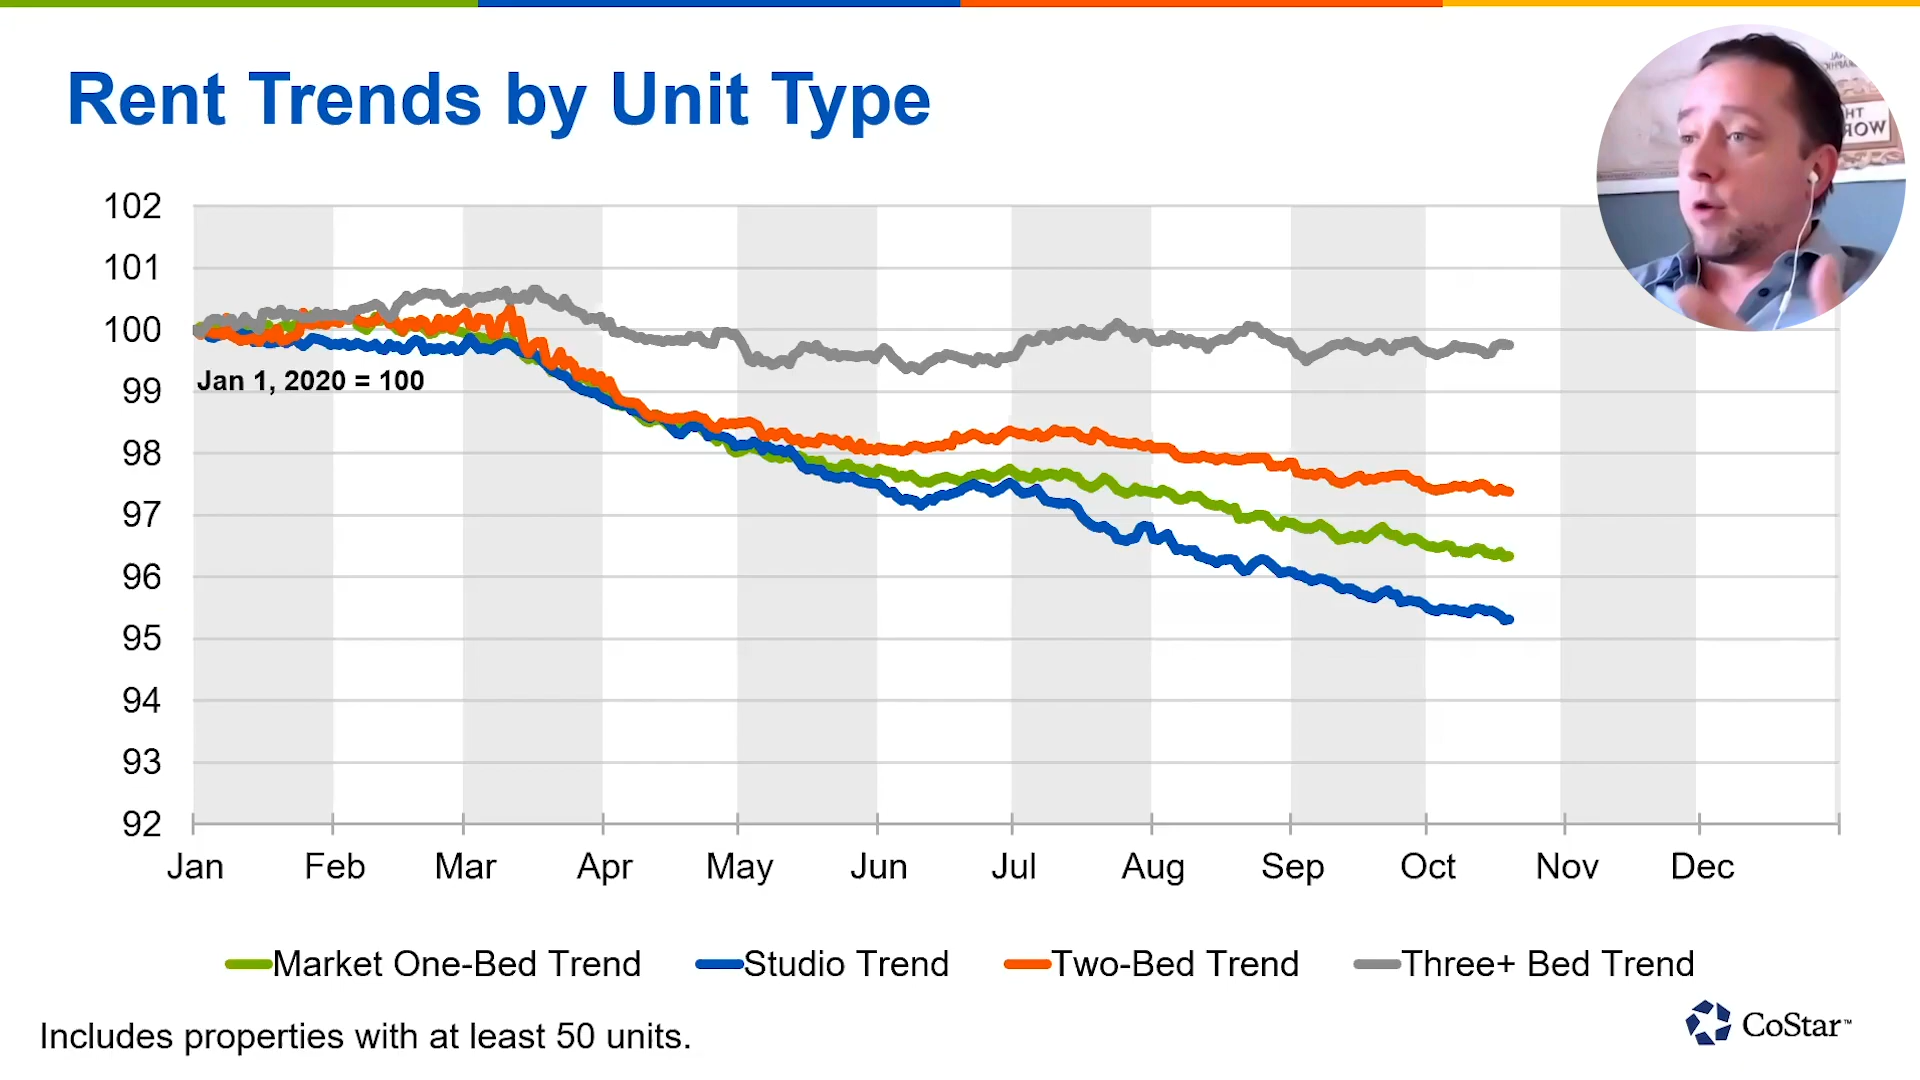 Rent Trends by Unit Type
102
101
100
99
98
97
96
95
94
93
92
Jan 1, 2020 = 100
Jan Feb Mar Apr May Jun Jul Aug Sep Oct Nov Dec
Market One-Bed Trend Studio Trend Two-Bed Trend Three+ Bed Trend
Includes properties with at least 50 units.
CoStar™
THE